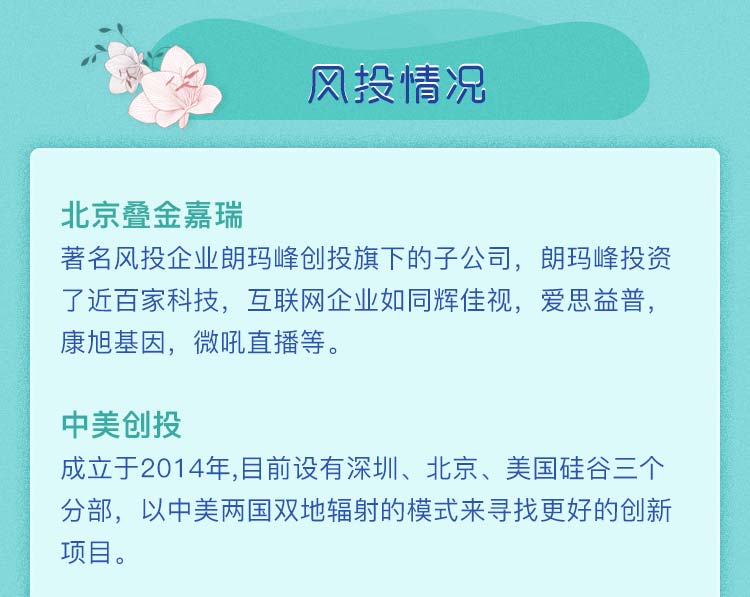 风投情况
北京叠金嘉瑞
著名风投企业朗玛峰创投旗下的子公司，朗玛峰投资
了近百家科技，互联网企业如同辉佳视，爱思益普，
康旭基因，微吼直播等。
中美创投
成立于2014年,目前设有深圳、北京、美国硅谷三个
分部，以中美两国双地辐射的模式来寻找更好的创新
项目。